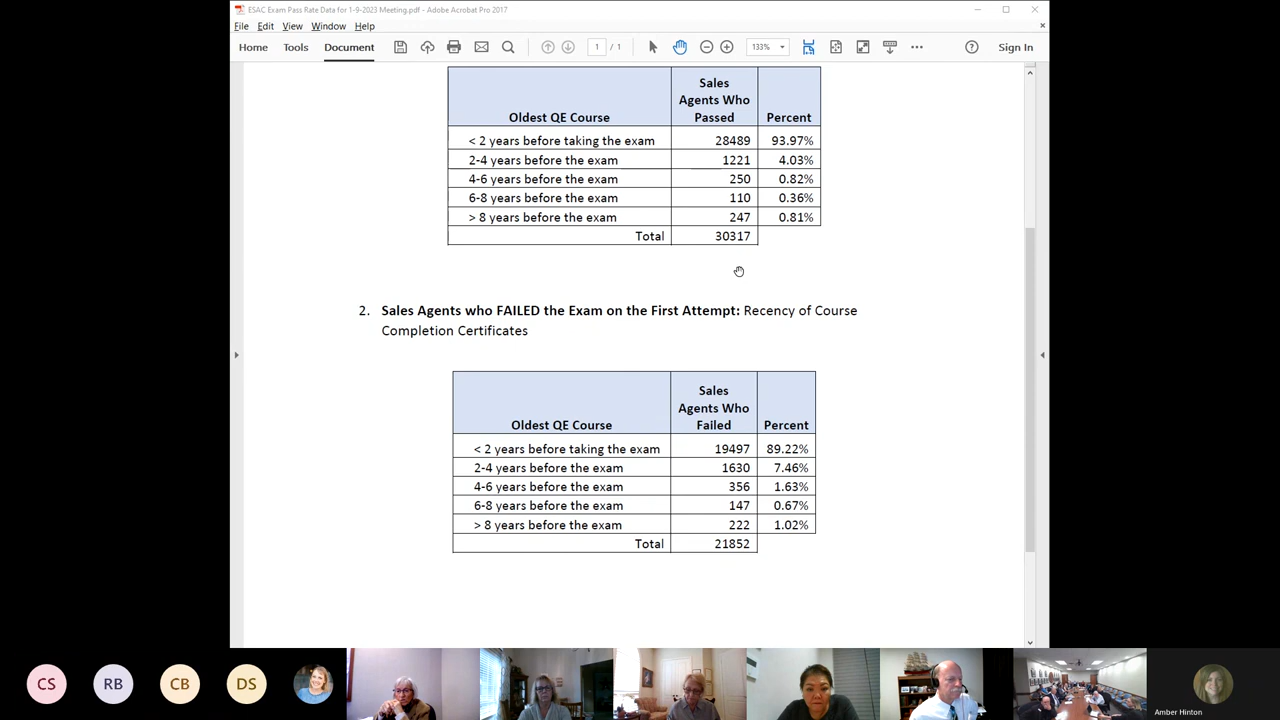 ESAC Exam Pass Rate Data for 1-9-2023 Meeting.pdf - Adobe Acrobat Pro 2017
File Edit View Window Help
Home Tools Document 1 / 1 133% Sign In
Sales
Agents Who
Oldest QE Course Passed Percent
< 2 years before taking the exam 28489 93.97%
2-4 years before the exam 1221 4.03%
4-6 years before the exam 250 0.82%
6-8 years before the exam 110 0.36%
> 8 years before the exam 247 0.81%
Total 30317
2. Sales Agents who FAILED the Exam on the First Attempt: Recency of Course
Completion Certificates
Sales
Agents Who
Oldest QE Course Failed Percent
< 2 years before taking the exam 19497 89.22%
2-4 years before the exam 1630 7.46%
4-6 years before the exam 356 1.63%
6-8 years before the exam 147 0.67%
> 8 years before the exam 222 1.02%
Total 21852
CS RB CB DS
Amber Hinton